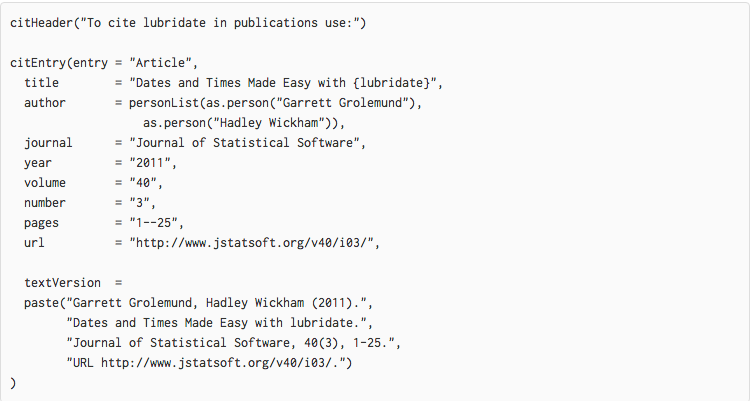 citHeader("To cite lubridate in publications use:")
citEntry(entry = "Article",
title = "Dates and Times Made Easy with {lubridate}",
author = personList(as.person("Garrett Grolemund"),
as.person("Hadley Wickham")),
journal = "Journal of Statistical Software",
year = "2011",
volume = "40",
number = "3",
pages = "1--25",
url = "http://www.jstatsoft.org/v40/i03/",
textVersion =
paste("Garrett Grolemund, Hadley Wickham (2011).",
"Dates and Times Made Easy with lubridate.",
"Journal of Statistical Software, 40(3), 1-25.",
"URL http://www.jstatsoft.org/v40/i03/.")
)